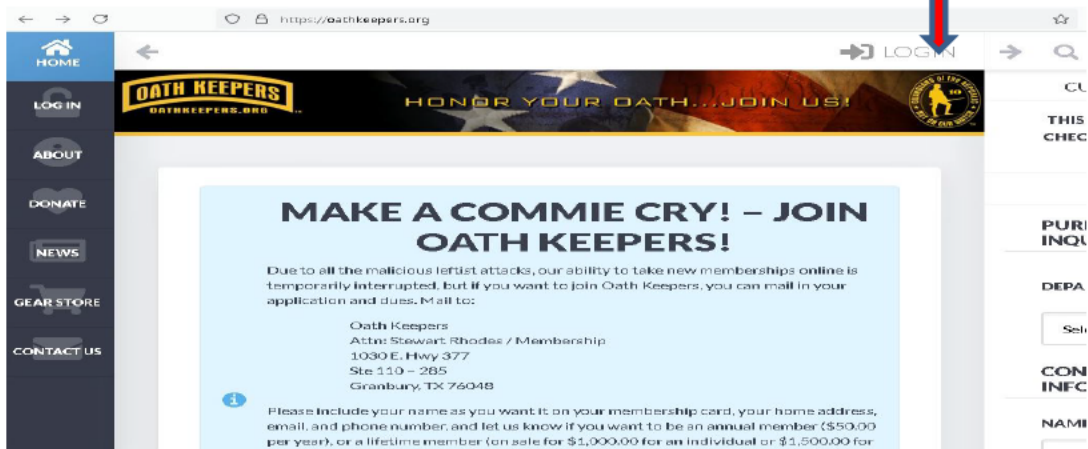 https://oathkeepers.org
HOME
LOGIN
LOG IN
ABOUT
DONATE
NEWS
GEAR STORE
CONTACT US
OATH KEEPERS
OATHKEEPERS.ORG
HONOR YOUR OATH...JOIN US!
MAKE A COMMIE CRY! – JOIN
OATH KEEPERS!
Due to all the malicious leftist attacks, our ability to take new memberships online is
temporarily interrupted, but if you want to join Oath Keepers, you can mail in your
application and dues. Mail to:
Oath Keepers
Attn: Stewart Rhodes / Membership
1030 E. Hwy 377
Ste 110 – 285
Granbury, TX 76048
Please include your name as you want it on your membership card, your home address,
email, and phone number, and let us know if you want to be an annual member ($50.00
per year), or a lifetime member (on sale for $1,000.00 for an individual or $1,500.00 for
CU
THIS
CHEC
PUR
INQU
DEPA
Sele
CON
INFO
NAM